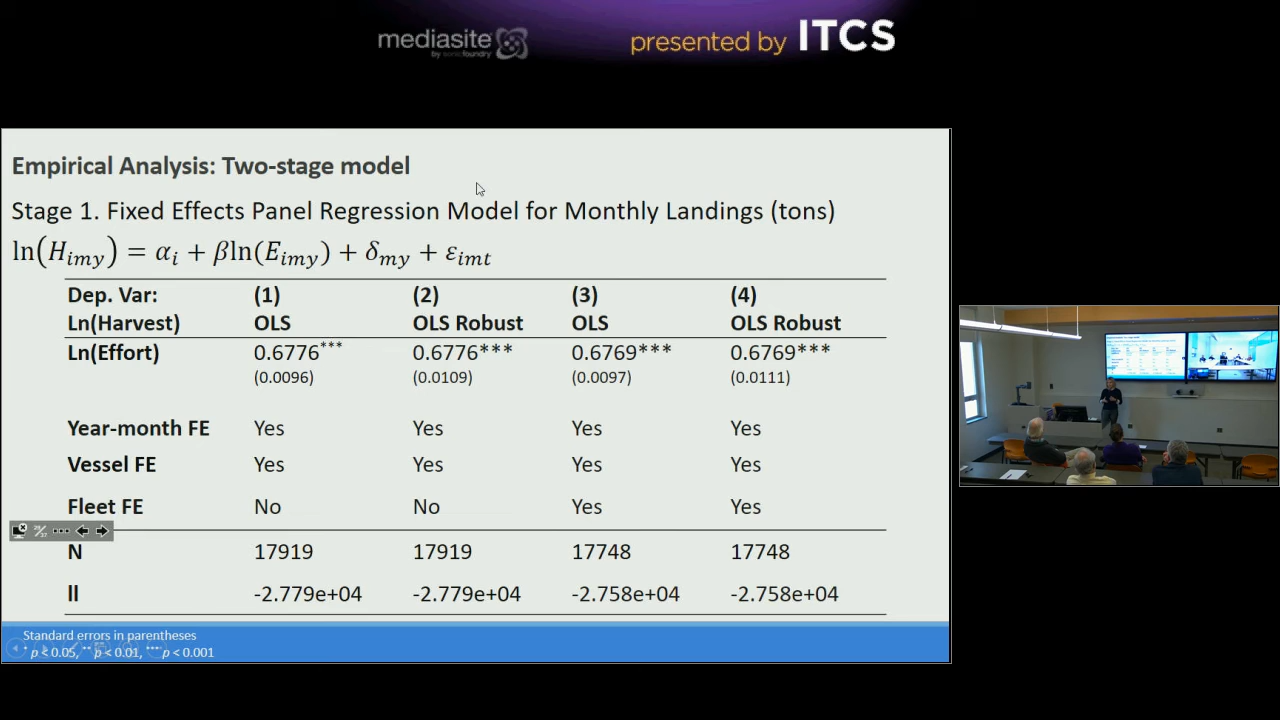 mediasite
by sonicfoundry
presented by ITCS
Empirical Analysis: Two-stage model
Stage 1. Fixed Effects Panel Regression Model for Monthly Landings (tons)
ln(H_imy) = α_i + βln(E_imy) + δ_my + ε_imt
Dep. Var: (1) (2) (3) (4)
Ln(Harvest) OLS OLS Robust OLS OLS Robust
Ln(Effort) 0.6776*** 0.6776*** 0.6769*** 0.6769***
(0.0096) (0.0109) (0.0097) (0.0111)
Year-month FE Yes Yes Yes Yes
Vessel FE Yes Yes Yes Yes
Fleet FE No No Yes Yes
N 17919 17919 17748 17748
ll -2.779e+04 -2.779e+04 -2.758e+04 -2.758e+04
Standard errors in parentheses
* p < 0.05, ** p < 0.01, *** p < 0.001